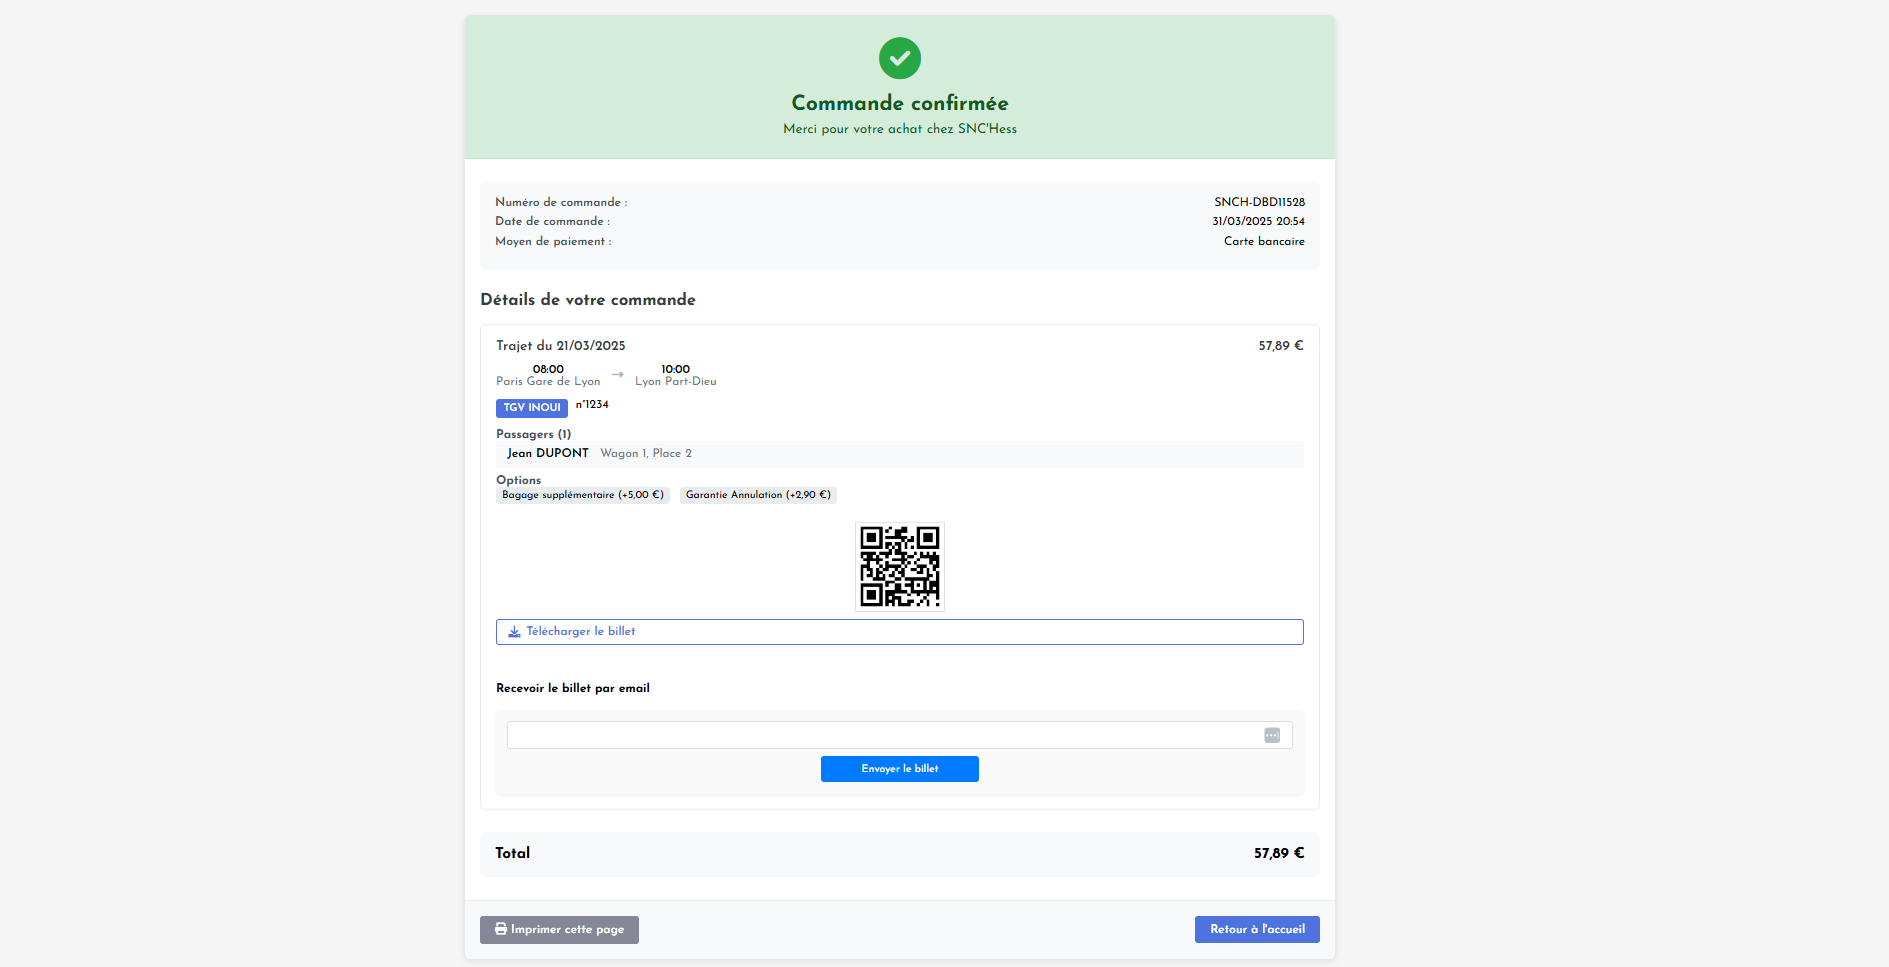 Commande confirmée
Merci pour votre achat chez SNC'Hess
Numéro de commande : SNCH-DBD11528
Date de commande : 31/03/2025 20:54
Moyen de paiement : Carte bancaire
Détails de votre commande
Trajet du 21/03/2025 57,89 €
08:00 → 10:00
Paris Gare de Lyon Lyon Part-Dieu
TGV INOUI n°1234
Passagers (1)
Jean DUPONT Wagon 1, Place 2
Options
Bagage supplémentaire (+5,00 €) Garantie Annulation (+2,90 €)
Télécharger le billet
Recevoir le billet par email
Envoyer le billet
Total 57,89 €
Imprimer cette page Retour à l'accueil